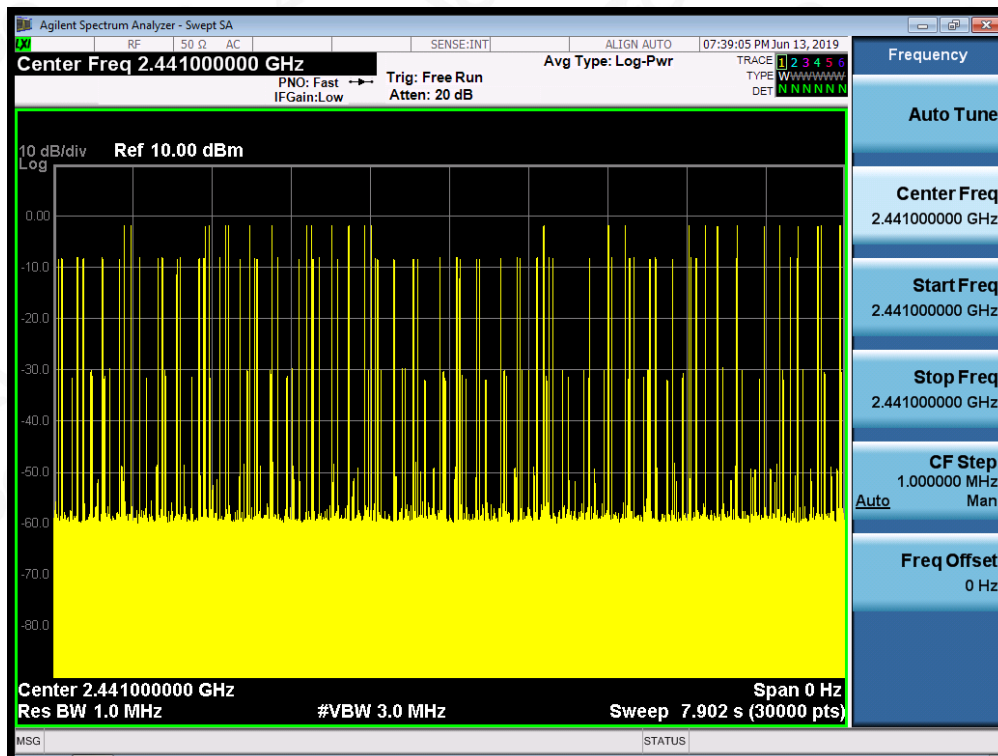 Agilent Spectrum Analyzer - Swept SA
LXI RF 50 Ω AC SENSE:INT ALIGN AUTO 07:39:05 PM Jun 13, 2019
Center Freq 2.441000000 GHz
PNO: Fast
IFGain:Low
Trig: Free Run
Atten: 20 dB
Avg Type: Log-Pwr
TRACE 1 2 3 4 5 6
TYPE WWWWWW
DET N N N N N N
10 dB/div Ref 10.00 dBm
Log
0.00
-10.0
-20.0
-30.0
-40.0
-50.0
-60.0
-70.0
-80.0
Center 2.441000000 GHz Span 0 Hz
Res BW 1.0 MHz #VBW 3.0 MHz Sweep 7.902 s (30000 pts)
MSG STATUS
Frequency
Auto Tune
Center Freq
2.441000000 GHz
Start Freq
2.441000000 GHz
Stop Freq
2.441000000 GHz
CF Step
1.000000 MHz
Auto Man
Freq Offset
0 Hz